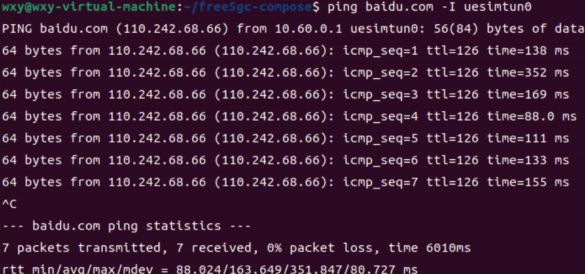 wxy@wxy-virtual-machine:~/free5gc-compose$ ping baidu.com -I uesimtun0
PING baidu.com (110.242.68.66) from 10.60.0.1 uesimtun0: 56(84) bytes of data
64 bytes from 110.242.68.66 (110.242.68.66): icmp_seq=1 ttl=126 time=138 ms
64 bytes from 110.242.68.66 (110.242.68.66): icmp_seq=2 ttl=126 time=352 ms
64 bytes from 110.242.68.66 (110.242.68.66): icmp_seq=3 ttl=126 time=169 ms
64 bytes from 110.242.68.66 (110.242.68.66): icmp_seq=4 ttl=126 time=88.0 ms
64 bytes from 110.242.68.66 (110.242.68.66): icmp_seq=5 ttl=126 time=111 ms
64 bytes from 110.242.68.66 (110.242.68.66): icmp_seq=6 ttl=126 time=133 ms
64 bytes from 110.242.68.66 (110.242.68.66): icmp_seq=7 ttl=126 time=155 ms
^C
--- baidu.com ping statistics ---
7 packets transmitted, 7 received, 0% packet loss, time 6010ms
rtt min/avg/max/mdev = 88.024/163.649/351.847/80.727 ms